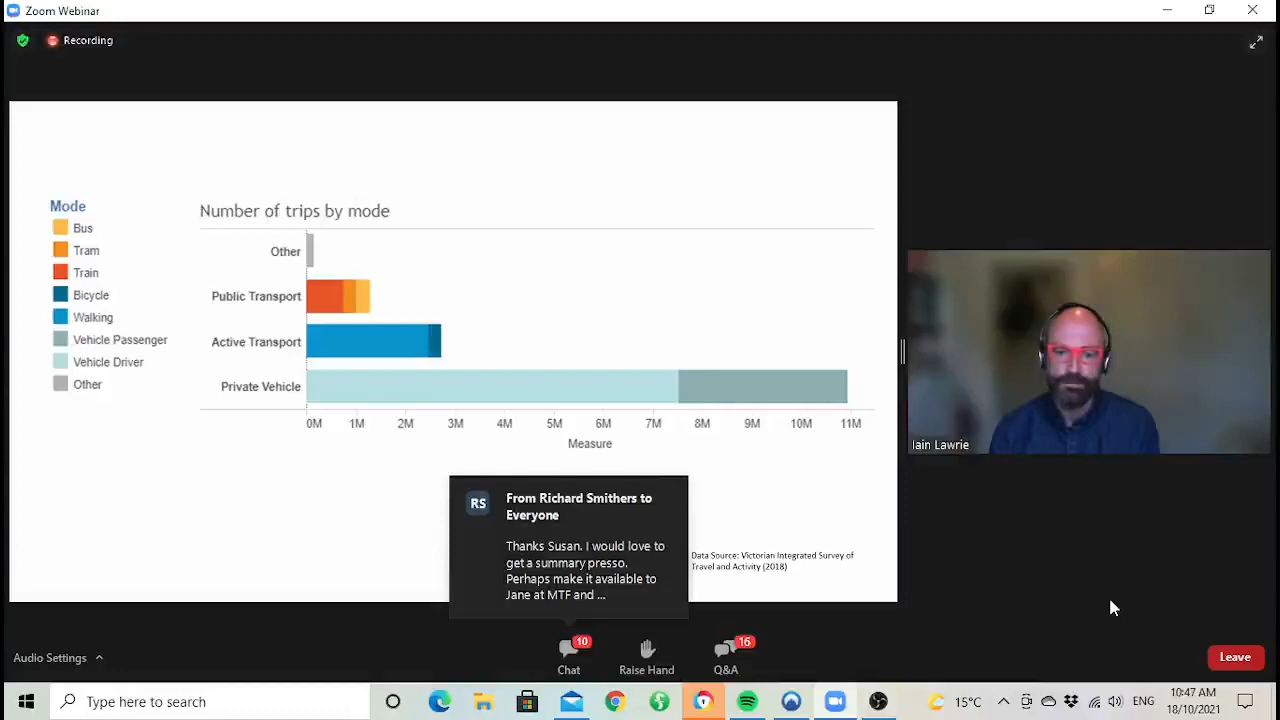 Zoom Webinar
Recording
Mode
Bus
Tram
Train
Bicycle
Walking
Vehicle Passenger
Vehicle Driver
Other
Number of trips by mode
Other
Public Transport
Active Transport
Private Vehicle
0M 1M 2M 3M 4M 5M 6M 7M 8M 9M 10M 11M
Measure
Iain Lawrie
RS
From Richard Smithers to
Everyone
Thanks Susan. I would love to
get a summary presso.
Perhaps make it available to
Jane at MTF and ...
Data Source: Victorian Integrated Survey of
Travel and Activity (2018)
Audio Settings
10
Chat
Raise Hand
16
Q&A
Leave
Type here to search
15°C
ENG
10:47 AM
18/10/2021